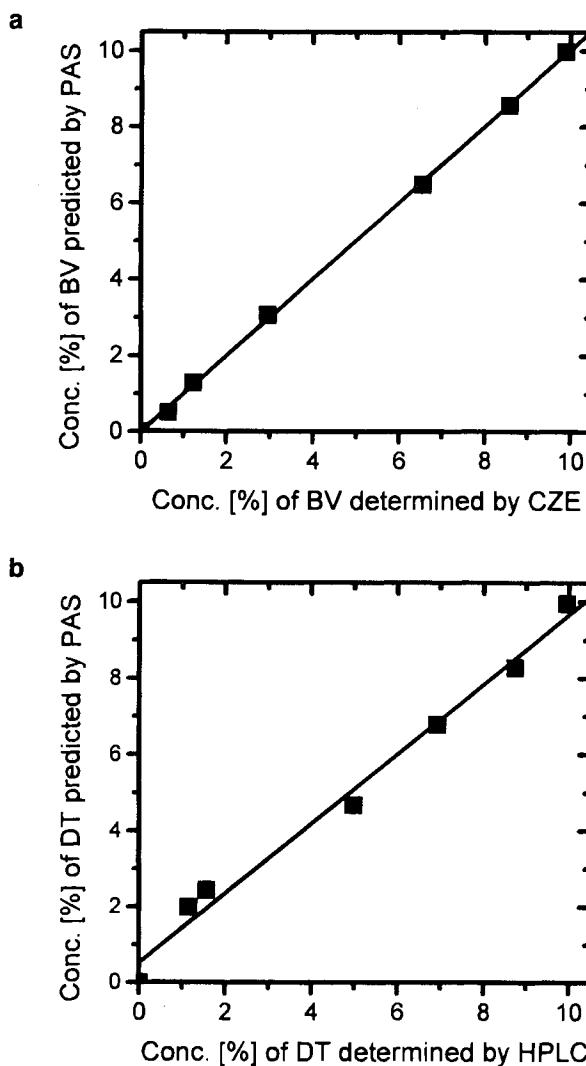 a
10
8
6
4
2
0
Conc. [%] of BV predicted by PAS
0 2 4 6 8 10
Conc. [%] of BV determined by CZE
b
10
8
6
4
2
0
Conc. [%] of DT predicted by PAS
0 2 4 6 8 10
Conc. [%] of DT determined by HPLC